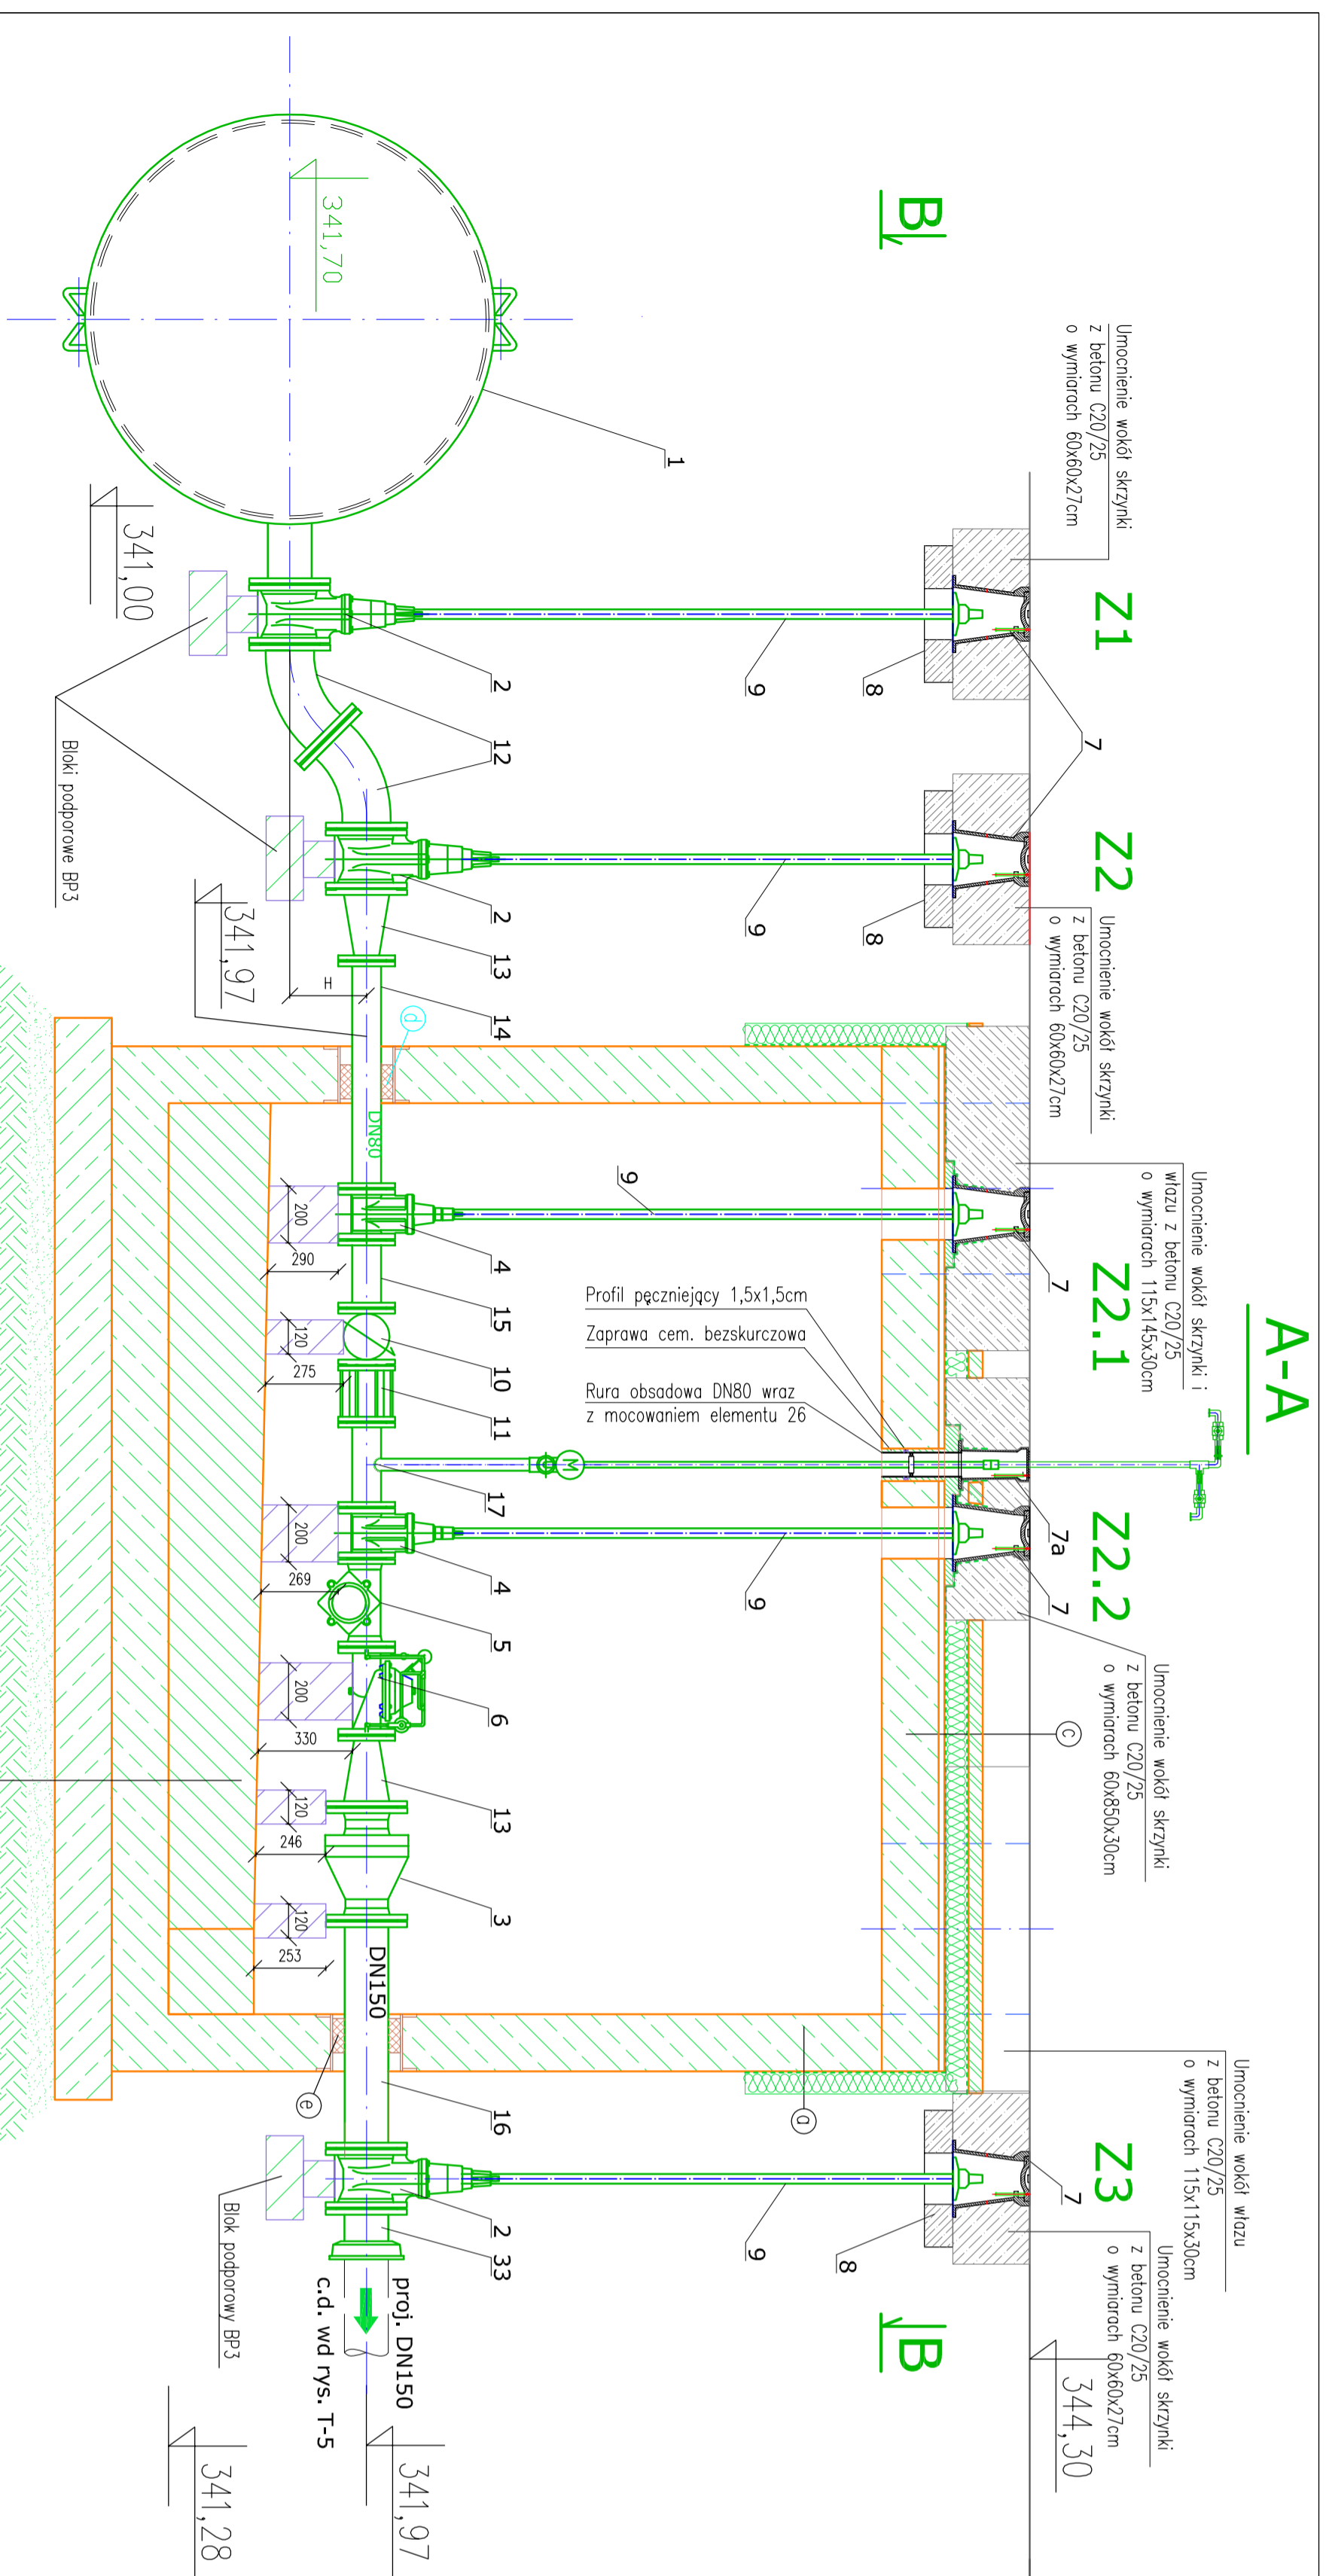 A-A
B
B
Z1
Z2
Z2.1
Z2.2
Z3
Umocnienie wokół skrzynki
z betonu C20/25
o wymiarach 60x60x27cm
Umocnienie wokół skrzynki
z betonu C20/25
o wymiarach 60x60x27cm
Umocnienie wokół skrzynki i
włazu z betonu C20/25
o wymiarach 115x145x30cm
Umocnienie wokół skrzynki
z betonu C20/25
o wymiarach 60x850x30cm
Umocnienie wokół włazu
z betonu C20/25
o wymiarach 115x115x30cm
Umocnienie wokół skrzynki
z betonu C20/25
o wymiarach 60x60x27cm
344,30
7
7
7a
7
7
8
8
8
c
a
9
9
9
9
9
Profil pęczniejący 1,5x1,5cm
Zaprawa cem. bezskurczowa
Rura obsadowa DN80 wraz
z mocowaniem elementu 26
M
1
2
12
2
13
14
4
15
10
11
17
4
5
6
13
3
16
2
33
341,70
d
DN80
DN150
proj. DN150
c.d. wd rys. T-5
341,97
H
e
200
290
120
275
200
269
200
330
120
246
120
253
341,97
341,00
Bloki podporowe BP3
Blok podporowy BP3
341,28